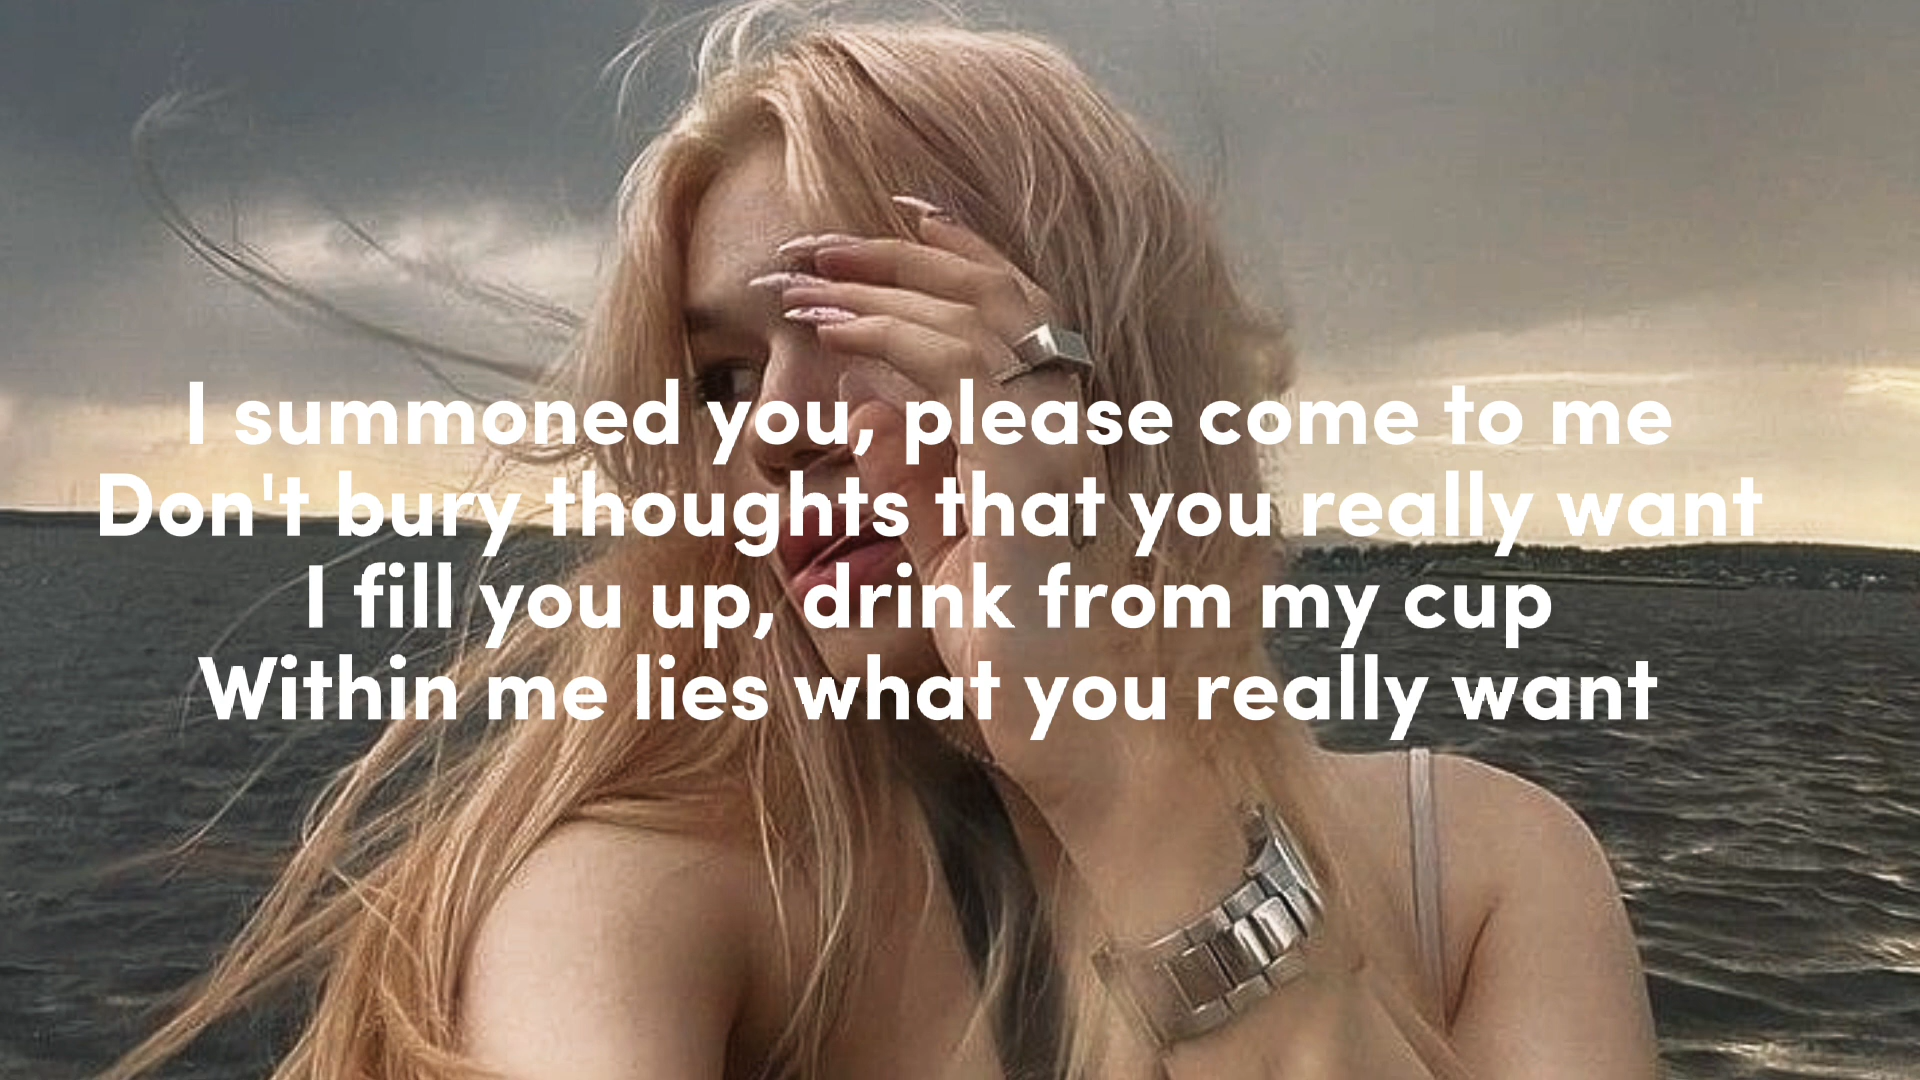 I summoned you, please come to me
Don't bury thoughts that you really want
I fill you up, drink from my cup
Within me lies what you really want